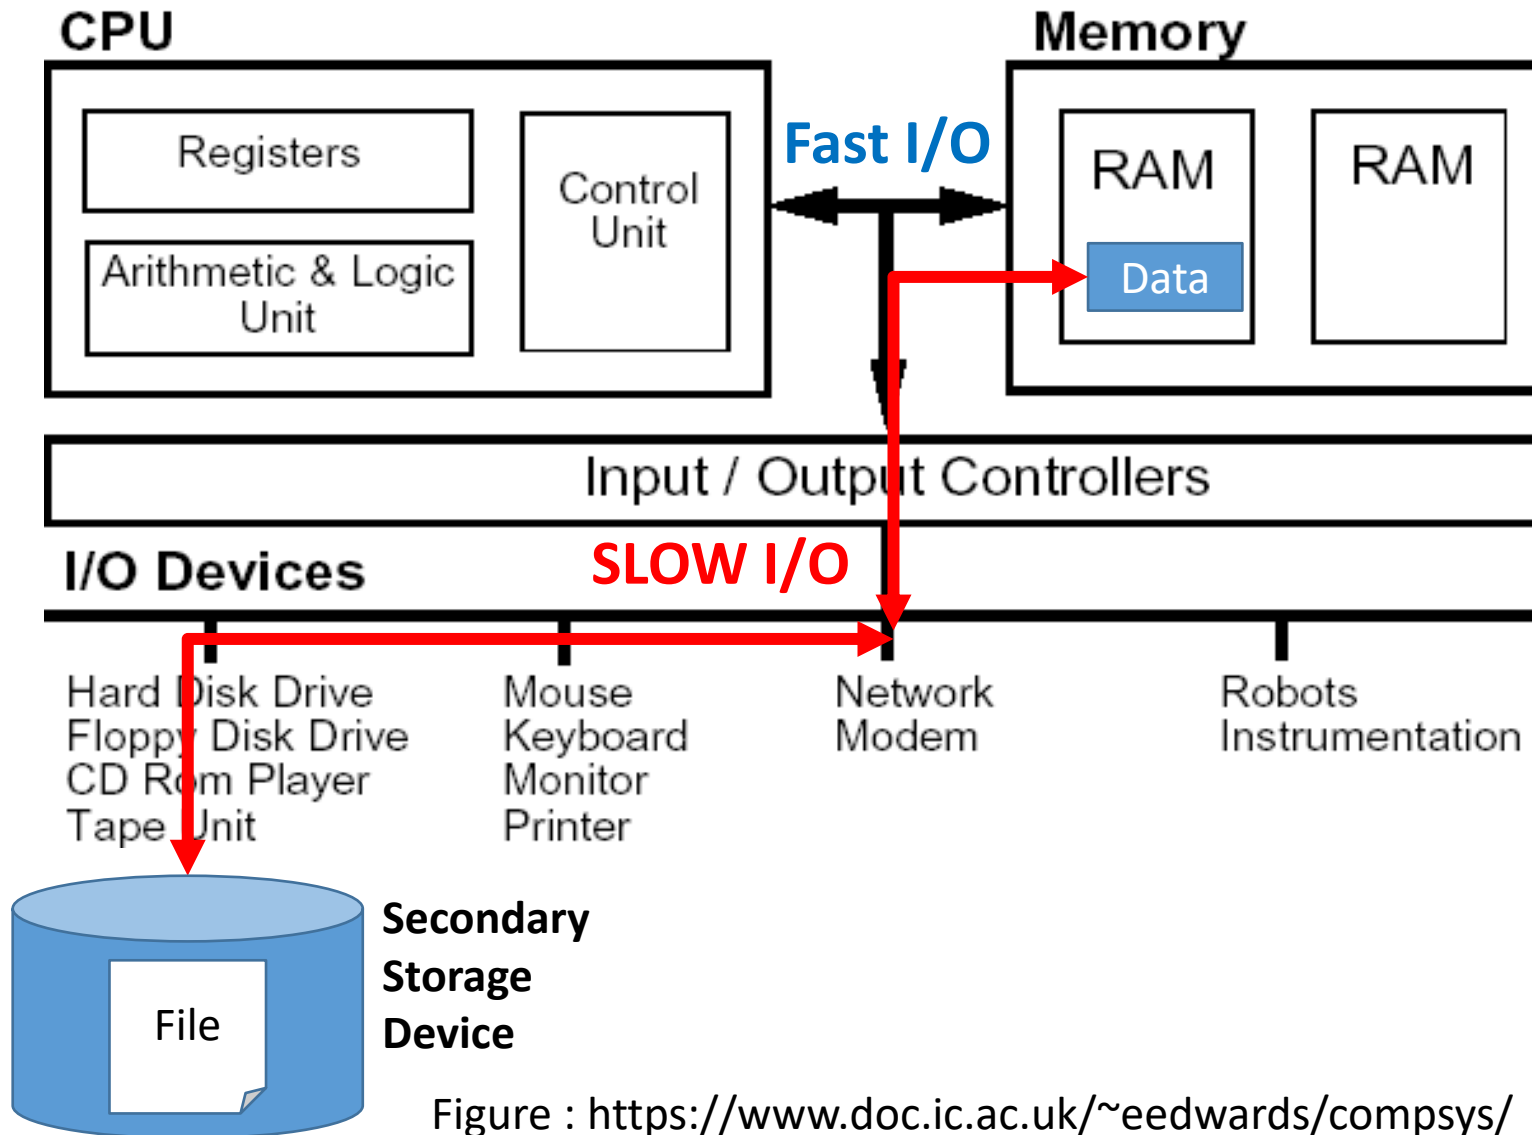 CPU
Memory
Registers
Arithmetic & Logic
Unit
Control
Unit
Fast I/O
RAM
Data
RAM
Input / Output Controllers
I/O Devices
SLOW I/O
Hard Disk Drive
Floppy Disk Drive
CD Rom Player
Tape Unit
Mouse
Keyboard
Monitor
Printer
Network
Modem
Robots
Instrumentation
File
Secondary
Storage
Device
Figure : https://www.doc.ic.ac.uk/~eedwards/compsys/